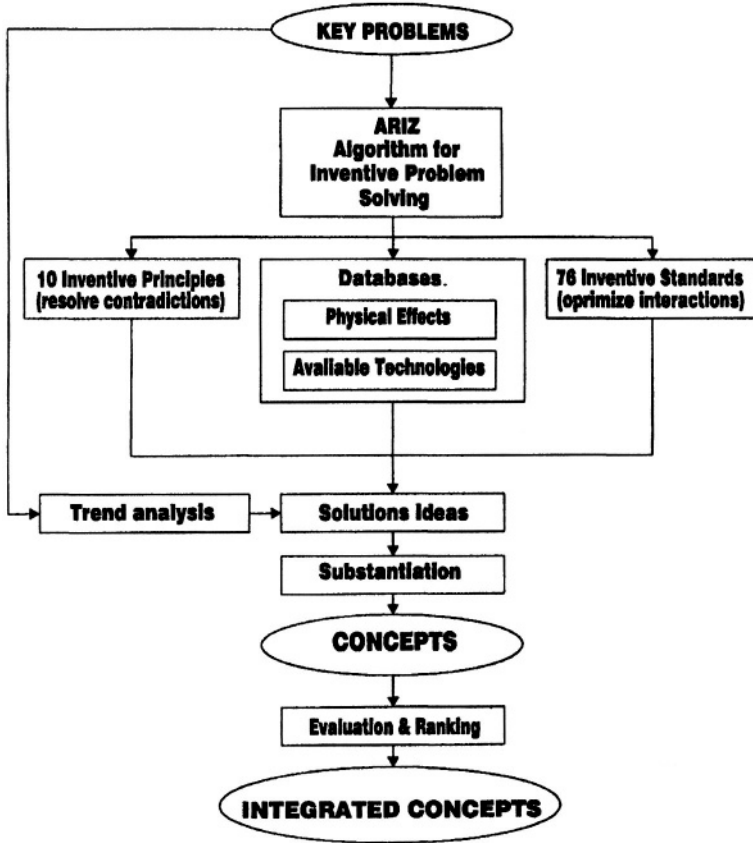 KEY PROBLEMS
ARIZ
Algorithm for
Inventive Problem
Solving
10 Inventive Principles
(resolve contradictions)
Databases.
Physical Effects
Available Technologies
76 Inventive Standards
(oprimize interactions)
Trend analysis
Solutions Ideas
Substantiation
CONCEPTS
Evaluation & Ranking
INTEGRATED CONCEPTS